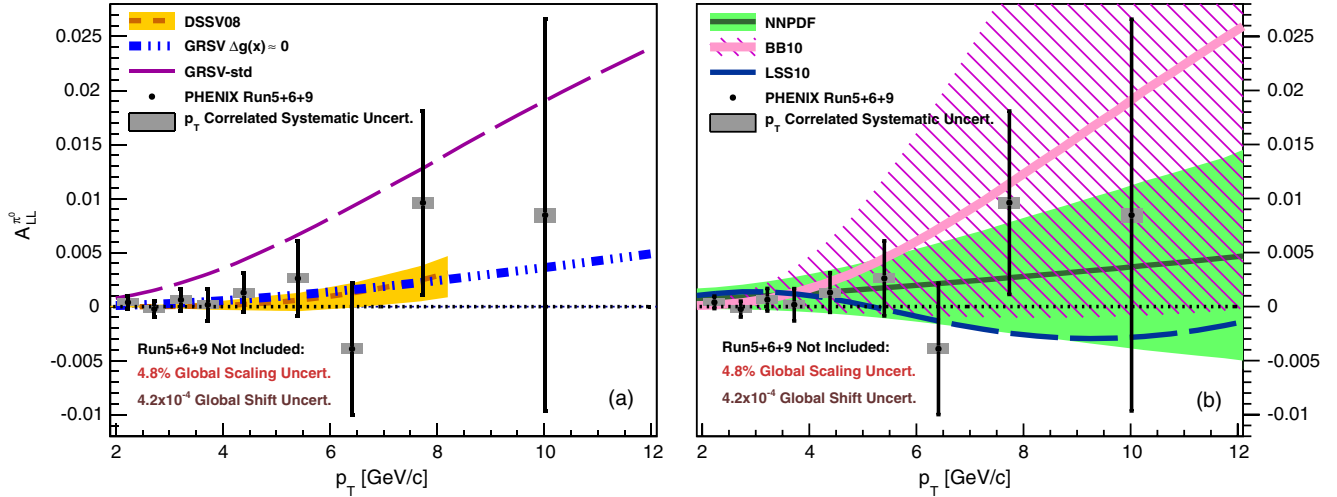 DSSV08
GRSV Δg(x) ≈ 0
GRSV-std
PHENIX Run5+6+9
p_T Correlated Systematic Uncert.
0.025
0.02
0.015
0.01
0.005
0
-0.005
-0.01
A_LL^π⁰
Run5+6+9 Not Included:
4.8% Global Scaling Uncert.
4.2x10⁻⁴ Global Shift Uncert.
(a)
2 4 6 8 10 12
p_T [GeV/c]
NNPDF
BB10
LSS10
PHENIX Run5+6+9
p_T Correlated Systematic Uncert.
0.025
0.02
0.015
0.01
0.005
0
-0.005
-0.01
Run5+6+9 Not Included:
4.8% Global Scaling Uncert.
4.2x10⁻⁴ Global Shift Uncert.
(b)
2 4 6 8 10 12
p_T [GeV/c]